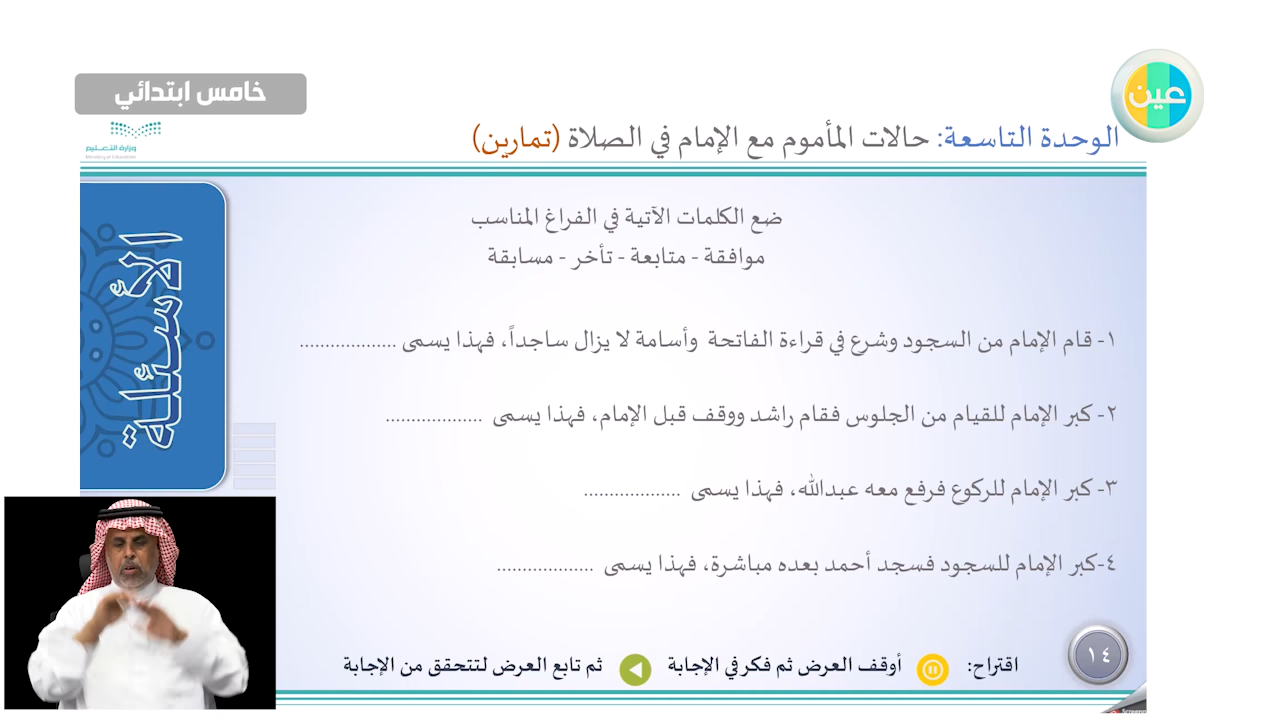 خامس ابتدائي
عين
وزارة التعليم
Ministry of Education
الوحدة التاسعة: حالات المأموم مع الإمام في الصلاة (تمارين)
الأسئلة
ضع الكلمات الآتية في الفراغ المناسب
موافقة - متابعة - تأخر - مسابقة
١- قام الإمام من السجود وشرع في قراءة الفاتحة وأسامة لا يزال ساجداً، فهذا يسمى ...................
٢- كبر الإمام للقيام من الجلوس فقام راشد ووقف قبل الإمام، فهذا يسمى ...................
٣- كبر الإمام للركوع فرفع معه عبدالله، فهذا يسمى ...................
٤-كبر الإمام للسجود فسجد أحمد بعده مباشرة، فهذا يسمى ...................
١٤
اقتراح: أوقف العرض ثم فكر في الإجابة ثم تابع العرض لتتحقق من الإجابة